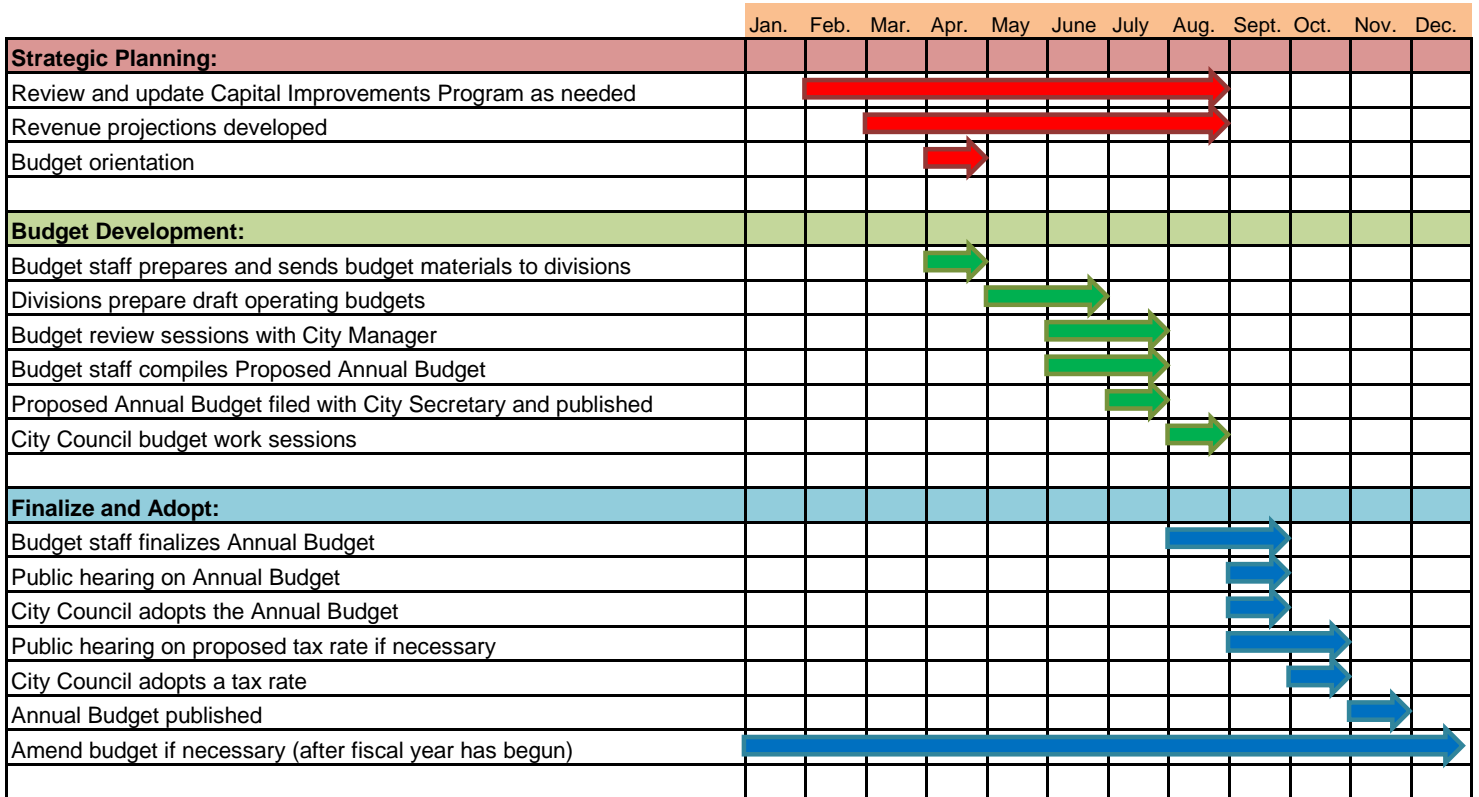 Jan. Feb. Mar. Apr. May June July Aug. Sept. Oct. Nov. Dec.
Strategic Planning:
Review and update Capital Improvements Program as needed
Revenue projections developed
Budget orientation
Budget Development:
Budget staff prepares and sends budget materials to divisions
Divisions prepare draft operating budgets
Budget review sessions with City Manager
Budget staff compiles Proposed Annual Budget
Proposed Annual Budget filed with City Secretary and published
City Council budget work sessions
Finalize and Adopt:
Budget staff finalizes Annual Budget
Public hearing on Annual Budget
City Council adopts the Annual Budget
Public hearing on proposed tax rate if necessary
City Council adopts a tax rate
Annual Budget published
Amend budget if necessary (after fiscal year has begun)